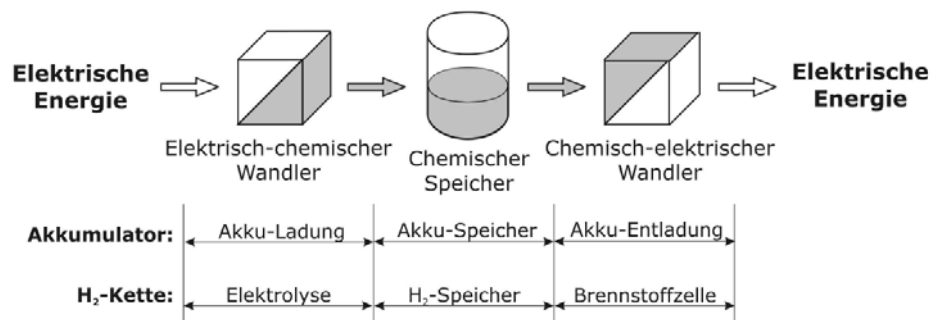 Elektrische
Energie
Elektrisch-chemischer
Wandler
Chemischer
Speicher
Chemisch-elektrischer
Wandler
Elektrische
Energie
Akkumulator: Akku-Ladung Akku-Speicher Akku-Entladung
H₂-Kette: Elektrolyse H₂-Speicher Brennstoffzelle